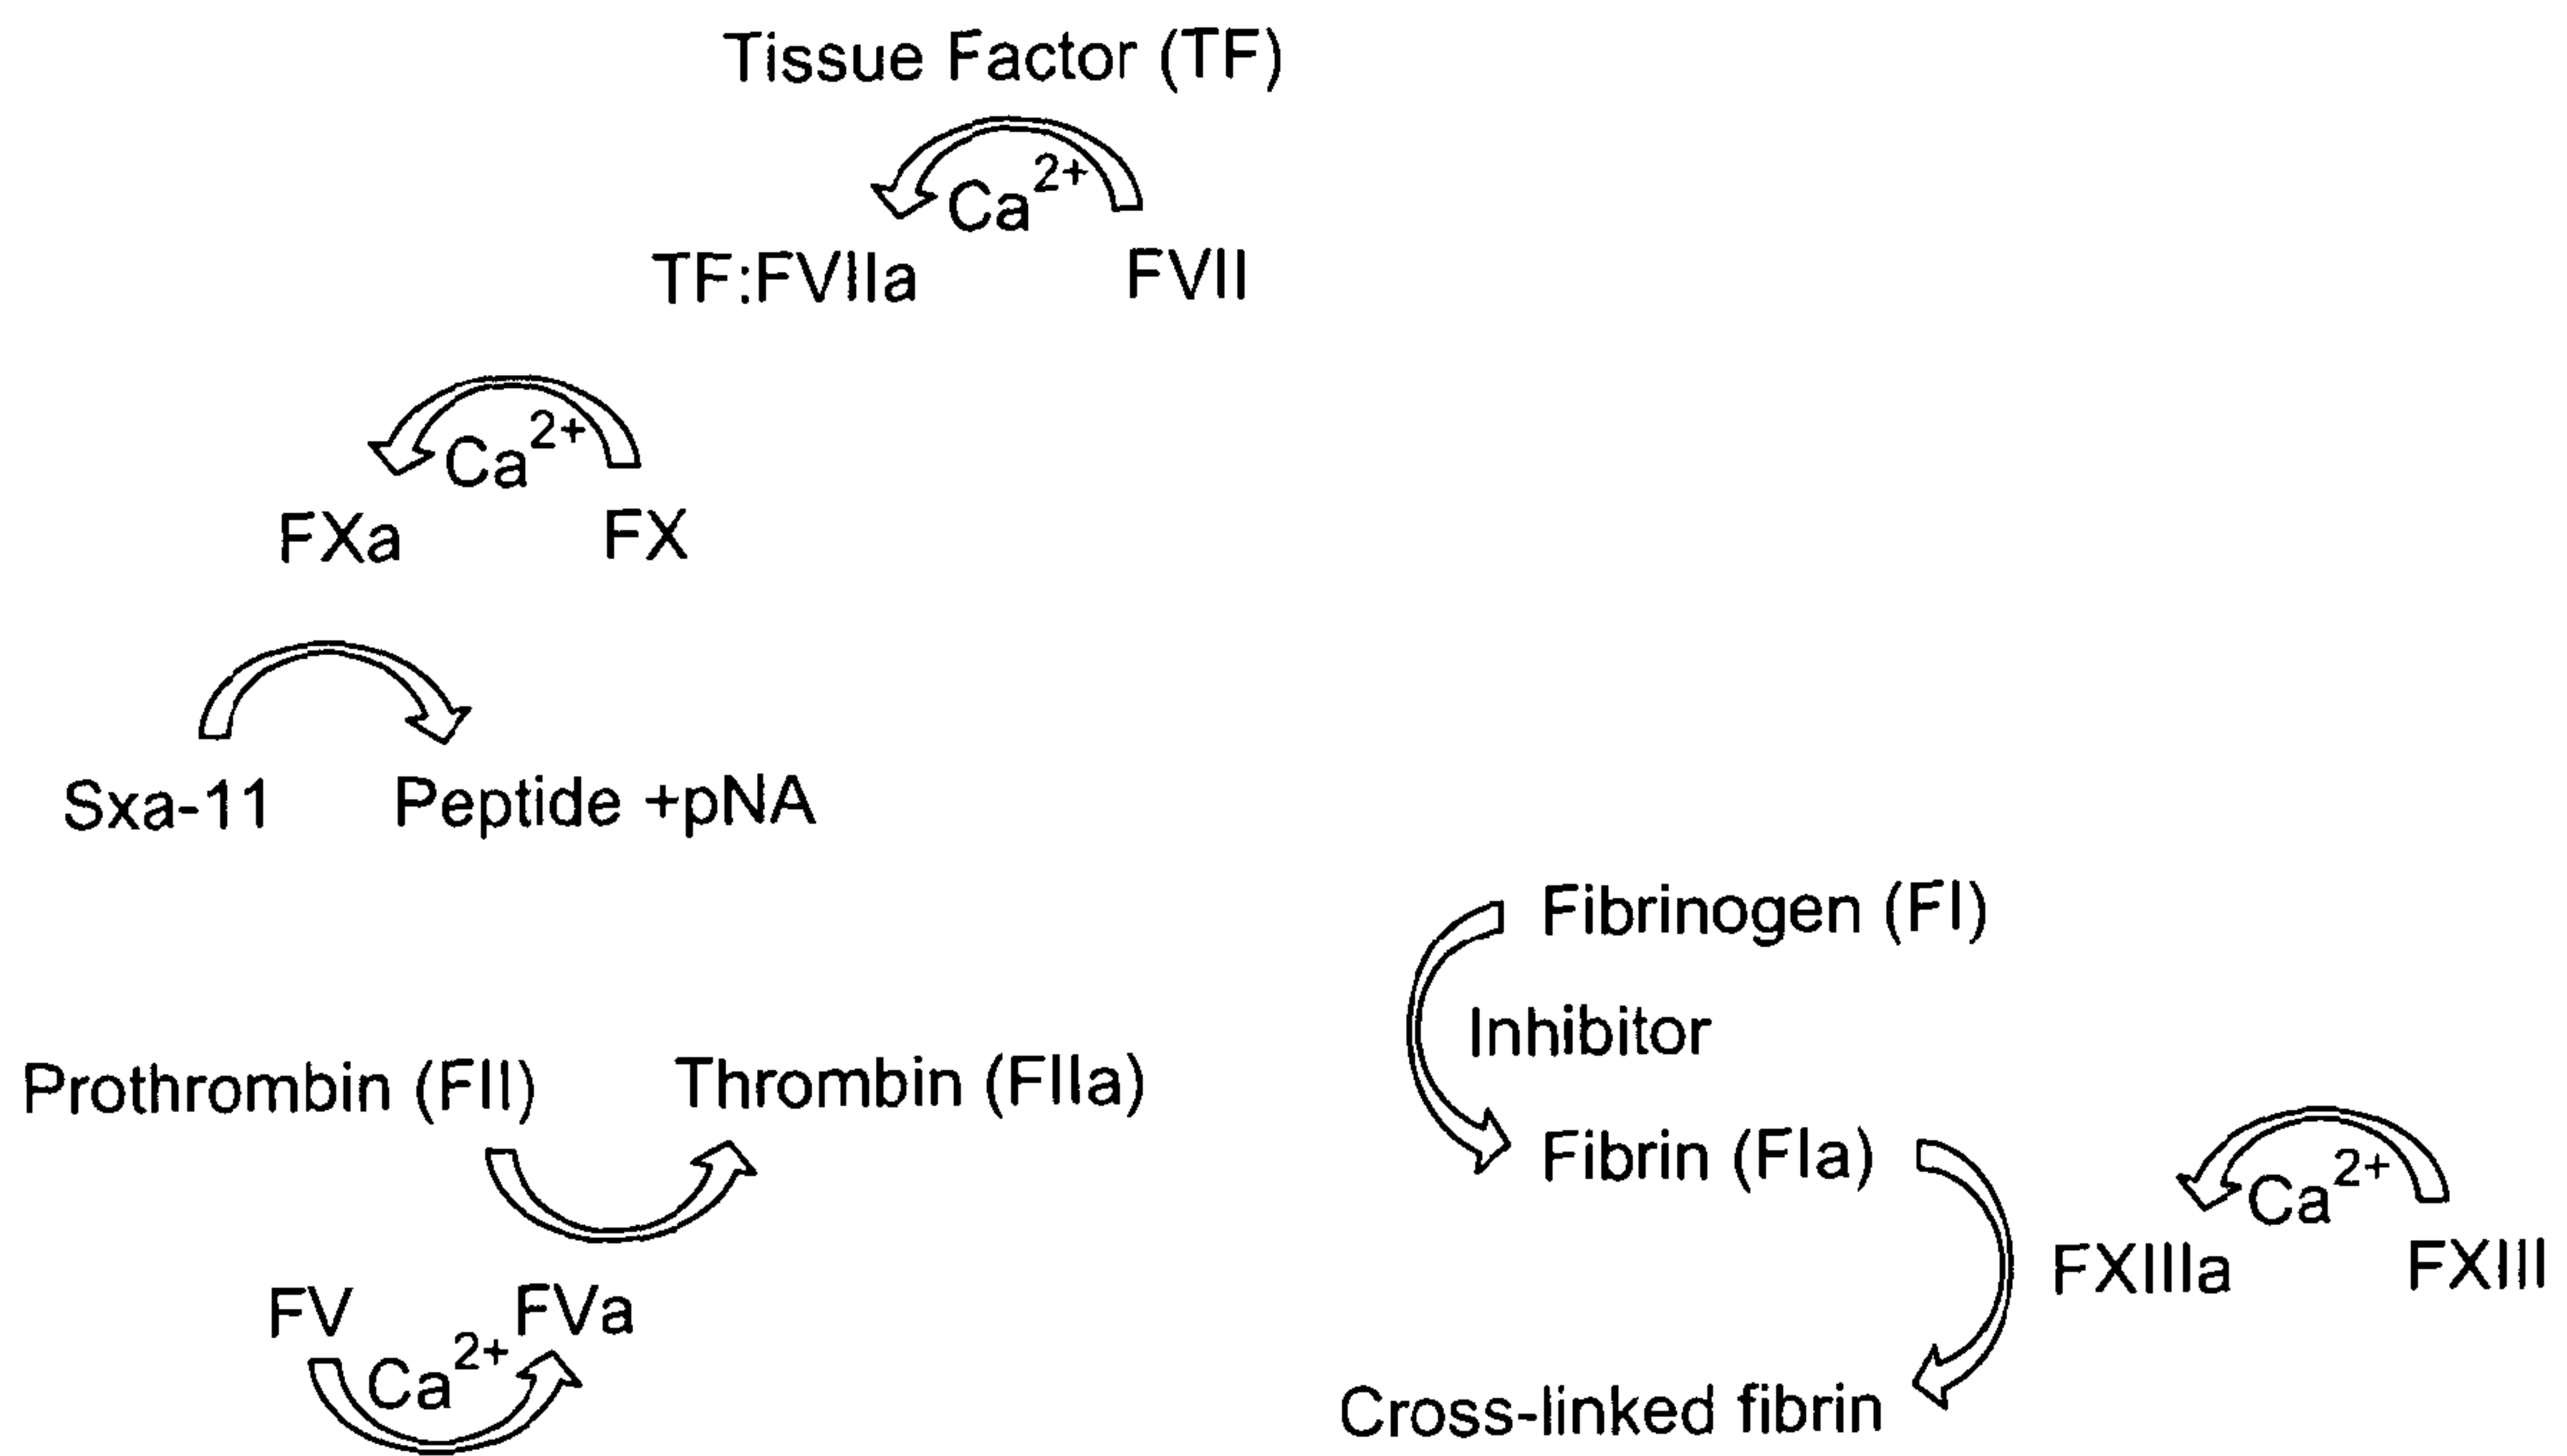 Tissue Factor (TF)
Ca2+
TF:FVIIa FVII
Ca2+
FXa FX
Sxa-11 Peptide +pNA
Fibrinogen (FI)
Inhibitor
Prothrombin (FII) Thrombin (FIIa)
Fibrin (FIa)
Ca2+
FXIIIa FXIII
FV FVa
Ca2+
Cross-linked fibrin